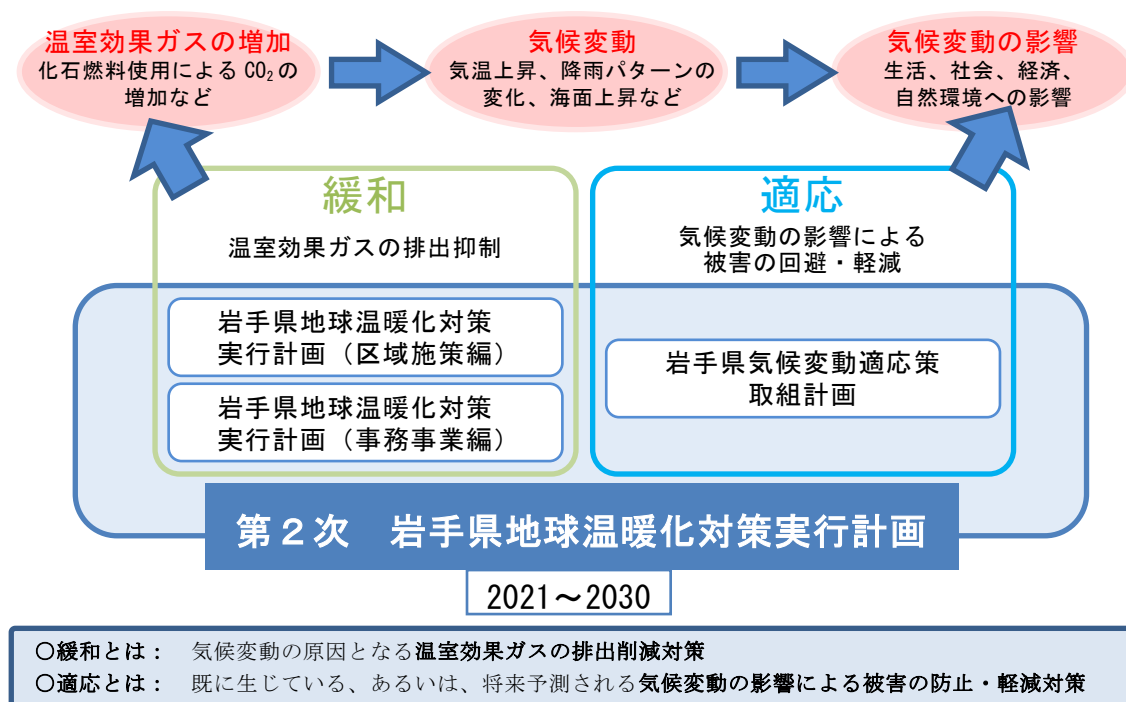 温室効果ガスの増加
化石燃料使用による CO₂ の
増加など
気候変動
気温上昇、降雨パターンの
変化、海面上昇など
気候変動の影響
生活、社会、経済、
自然環境への影響
緩和
温室効果ガスの排出抑制
岩手県地球温暖化対策
実行計画（区域施策編）
岩手県地球温暖化対策
実行計画（事務事業編）
適応
気候変動の影響による
被害の回避・軽減
岩手県気候変動適応策
取組計画
第２次　岩手県地球温暖化対策実行計画
2021～2030
○緩和とは：　気候変動の原因となる温室効果ガスの排出削減対策
○適応とは：　既に生じている、あるいは、将来予測される気候変動の影響による被害の防止・軽減対策